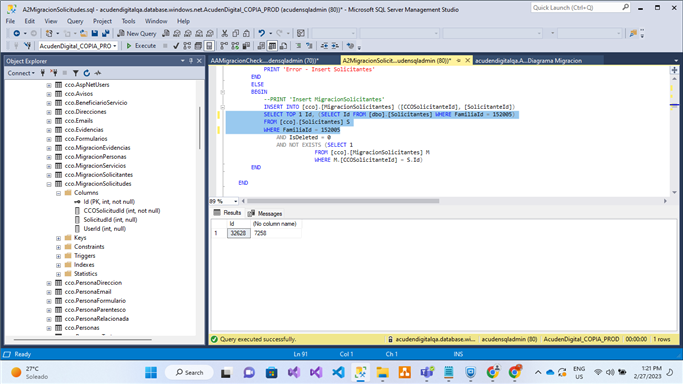 A2MigracionSolicitudes.sql - acudendigitalqa.database.windows.net.AcudenDigital_COPIA_PROD (acudensqladmin (80))* - Microsoft SQL Server Management Studio
Quick Launch (Ctrl+Q)
File Edit View Query Project Tools Window Help
New Query
AcudenDigital_COPIA_PRO
Execute
Object Explorer
AAMigracionCheck...densqladmin (70))*
A2MigracionSolicit...udensqladmin (80))*
acudendigitalqa.A...Diagrama Migracion
Connect
cco.AspNetUsers
cco.Avisos
cco.BeneficiarioServicio
cco.Direcciones
cco.Emails
cco.Evidencias
cco.Formularios
cco.MigracionEvidencias
cco.MigracionPersonas
cco.MigracionServicios
cco.MigracionSolicitantes
cco.MigracionSolicitudes
Columns
Id (PK, int, not null)
CCOSolicitudId (int, not null)
SolicitudId (int, null)
UserId (int, null)
Keys
Constraints
Triggers
Indexes
Statistics
cco.PersonaDireccion
cco.PersonaEmail
cco.PersonaFormulario
cco.PersonaParentesco
cco.PersonaRelacionada
cco.Personas
PRINT 'Error - Insert Solicitantes'
END
ELSE
BEGIN
--PRINT 'Insert MigracionSolicitantes'
INSERT INTO [cco].[MigracionSolicitantes] ([CCOSolicitanteId], [SolicitanteId])
SELECT TOP 1 Id, (SELECT Id FROM [dbo].[Solicitantes] WHERE FamiliaId = 152005)
FROM [cco].[Solicitantes] S
WHERE FamiliaId = 152005
AND IsDeleted = 0
AND NOT EXISTS (SELECT 1
FROM [cco].[MigracionSolicitantes] M
WHERE M.[CCOSolicitanteId] = S.Id)
END
END
89 %
Results Messages
Id (No column name)
1 32628 7258
Query executed successfully.
acudendigitalqa.database.wi...
acudensqladmin (80)
AcudenDigital_COPIA_PROD
00:00:00
1 rows
Ready
Ln 91
Col 1
Ch 1
INS
27°C
Soleado
Search
ENG
US
1:21 PM
2/27/2023